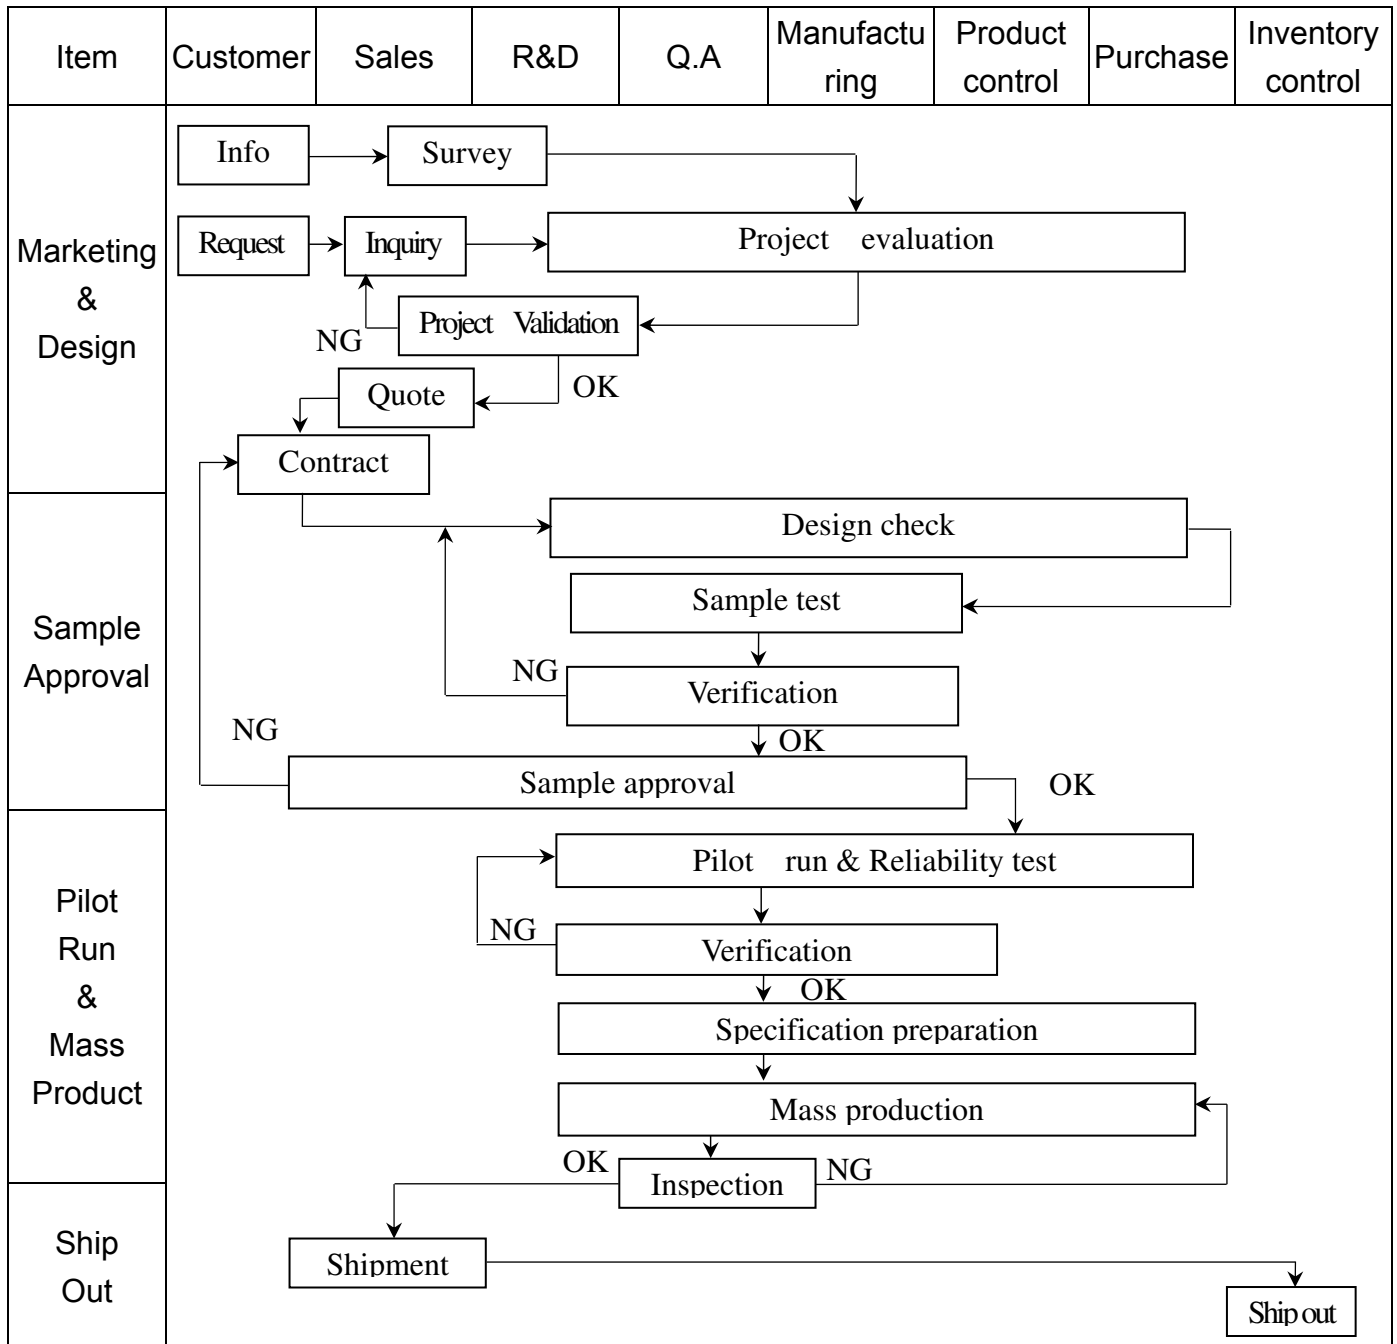 Item
Customer
Sales
R&D
Q.A
Manufactu
ring
Product
control
Purchase
Inventory
control
Marketing
&
Design
Info
Survey
Request
Inquiry
Project evaluation
NG
Project Validation
OK
Quote
Contract
Sample
Approval
Design check
Sample test
NG
Verification
OK
NG
Sample approval
OK
Pilot
Run
&
Mass
Product
Pilot run & Reliability test
NG
Verification
OK
Specification preparation
Mass production
OK
Inspection
NG
Ship
Out
Shipment
Ship out